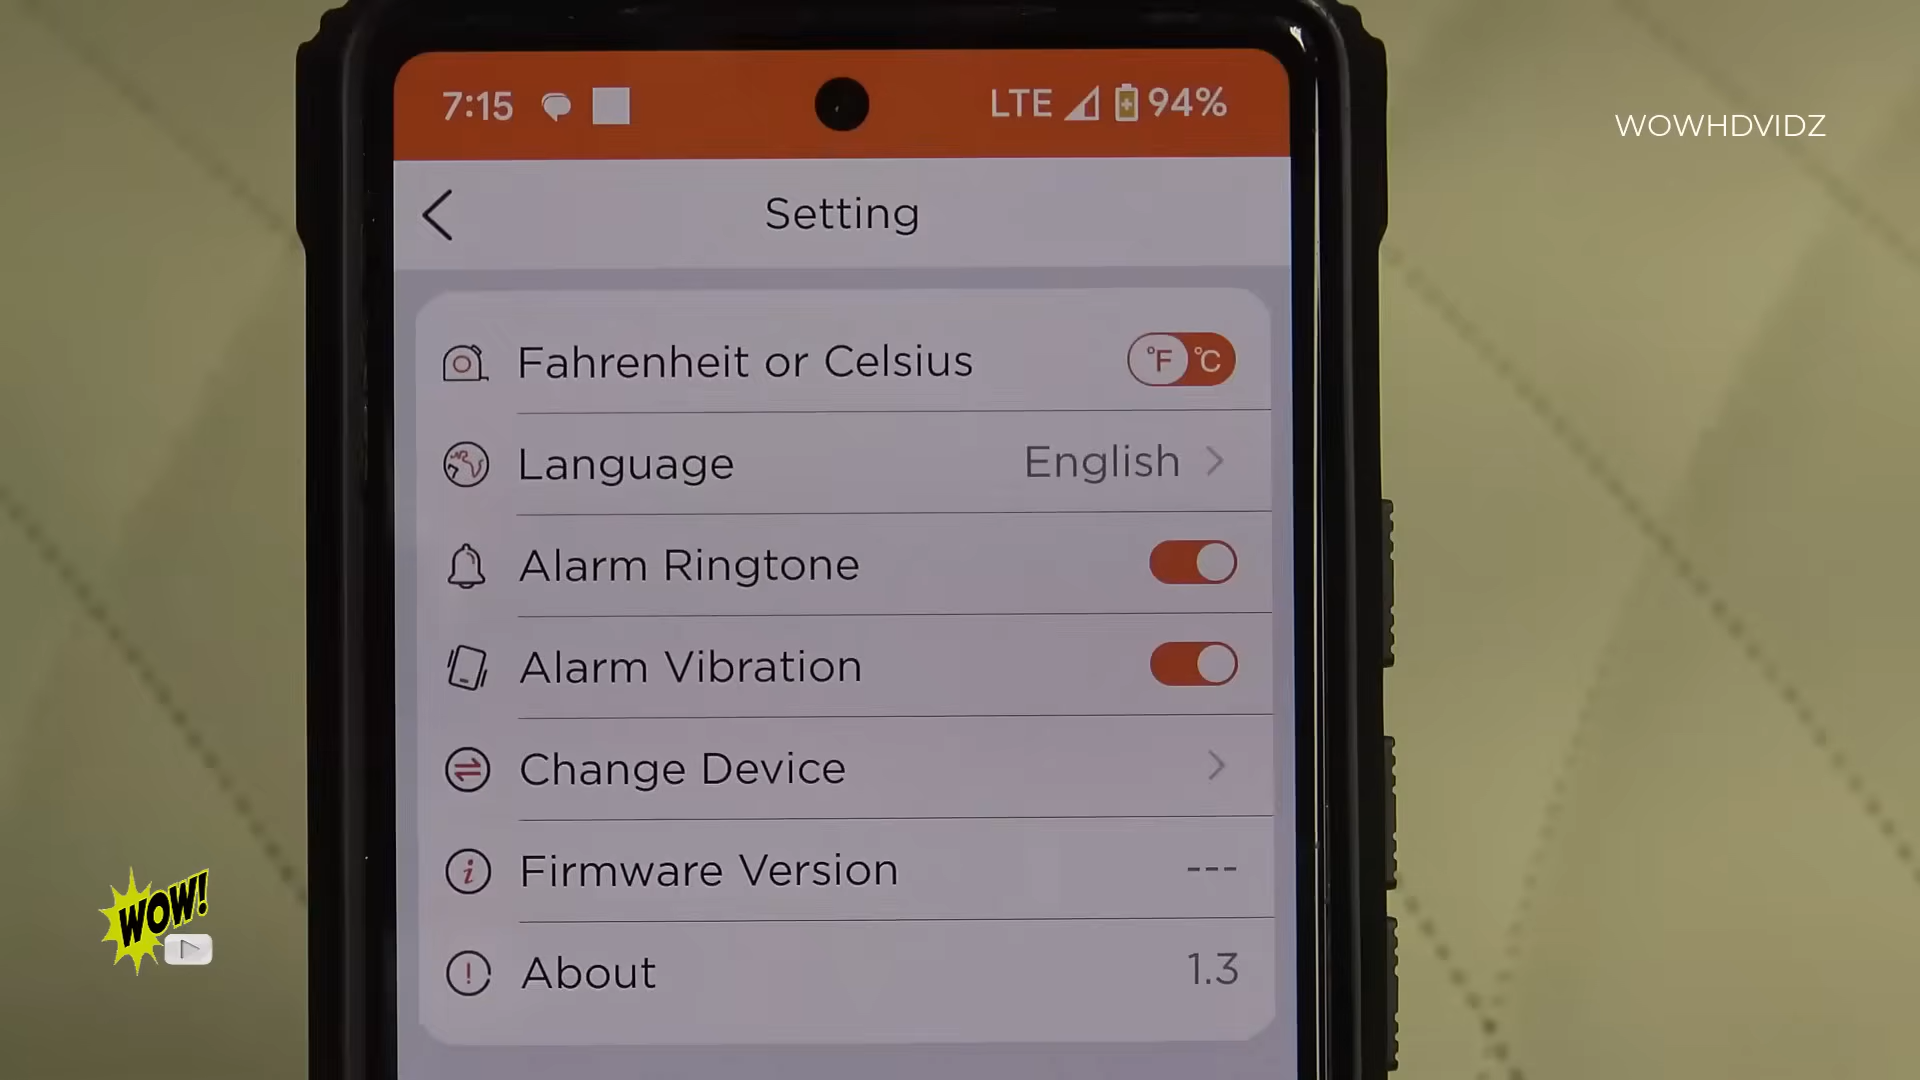 7:15 LTE 94%
WOWHDVIDZ
Setting
Fahrenheit or Celsius °F °C
Language English
Alarm Ringtone
Alarm Vibration
Change Device
Firmware Version ---
About 1.3
WOW!